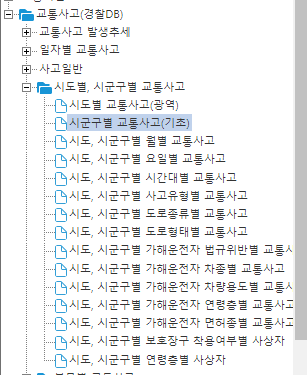 교통사고(경찰DB)
교통사고 발생추세
일자별 교통사고
사고일반
시도별, 시군구별 교통사고
시도별 교통사고(광역)
시군구별 교통사고(기초)
시도, 시군구별 월별 교통사고
시도, 시군구별 요일별 교통사고
시도, 시군구별 시간대별 교통사고
시도, 시군구별 사고유형별 교통사고
시도, 시군구별 도로종류별 교통사고
시도, 시군구별 도로형태별 교통사고
시도, 시군구별 가해운전자 법규위반별 교통사
시도, 시군구별 가해운전자 차종별 교통사고
시도, 시군구별 가해운전자 차량용도별 교통사
시도, 시군구별 가해운전자 연령층별 교통사고
시도, 시군구별 가해운전자 면허종별 교통사고
시도, 시군구별 보호장구 착용여부별 사상자
시도, 시군구별 연령층별 사상자